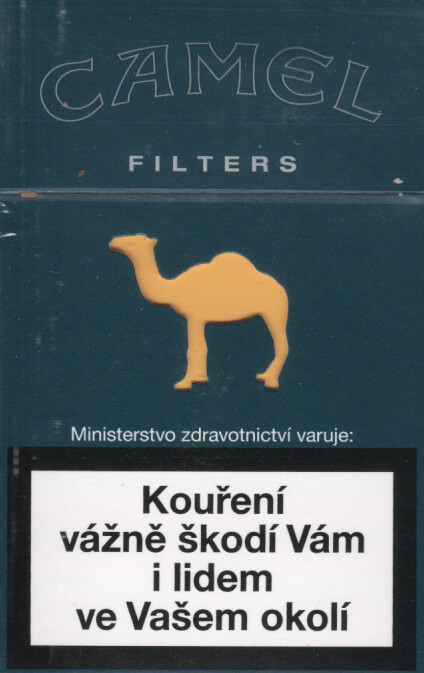 CAMEL
FILTERS
Ministerstvo zdravotnictví varuje:
Kouření
vážně škodí Vám
i lidem
ve Vašem okolí